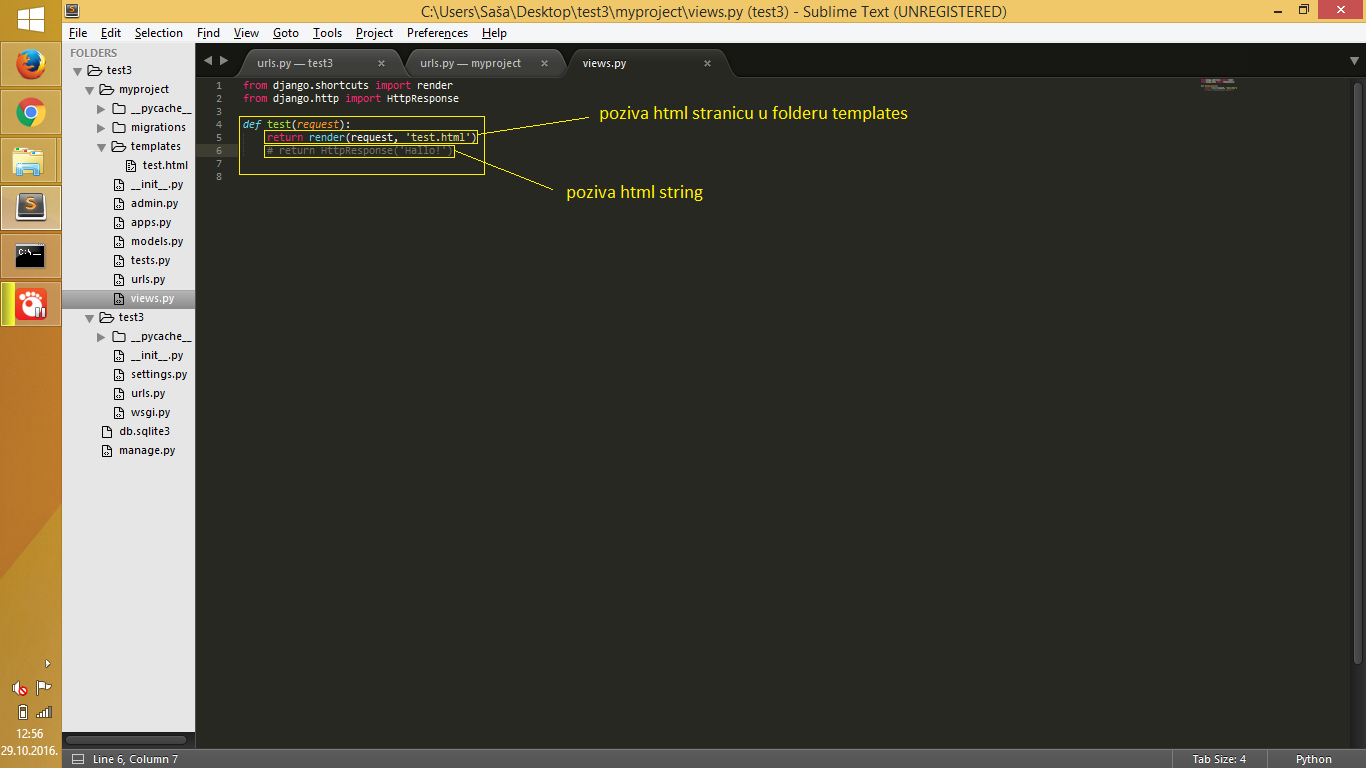 C:\Users\Saša\Desktop\test3\myproject\views.py (test3) - Sublime Text (UNREGISTERED)
File Edit Selection Find View Goto Tools Project Preferences Help
FOLDERS
test3
myproject
__pycache__
migrations
templates
test.html
__init__.py
admin.py
apps.py
models.py
tests.py
urls.py
views.py
test3
__pycache__
__init__.py
settings.py
urls.py
wsgi.py
db.sqlite3
manage.py
urls.py — test3 urls.py — myproject views.py
1 from django.shortcuts import render
2 from django.http import HttpResponse
3
4 def test(request):
5 return render(request, 'test.html')
6 # return HttpResponse('Hallo!')
7
8
poziva html stranicu u folderu templates
poziva html string
12:56
29.10.2016.
Line 6, Column 7 Tab Size: 4 Python